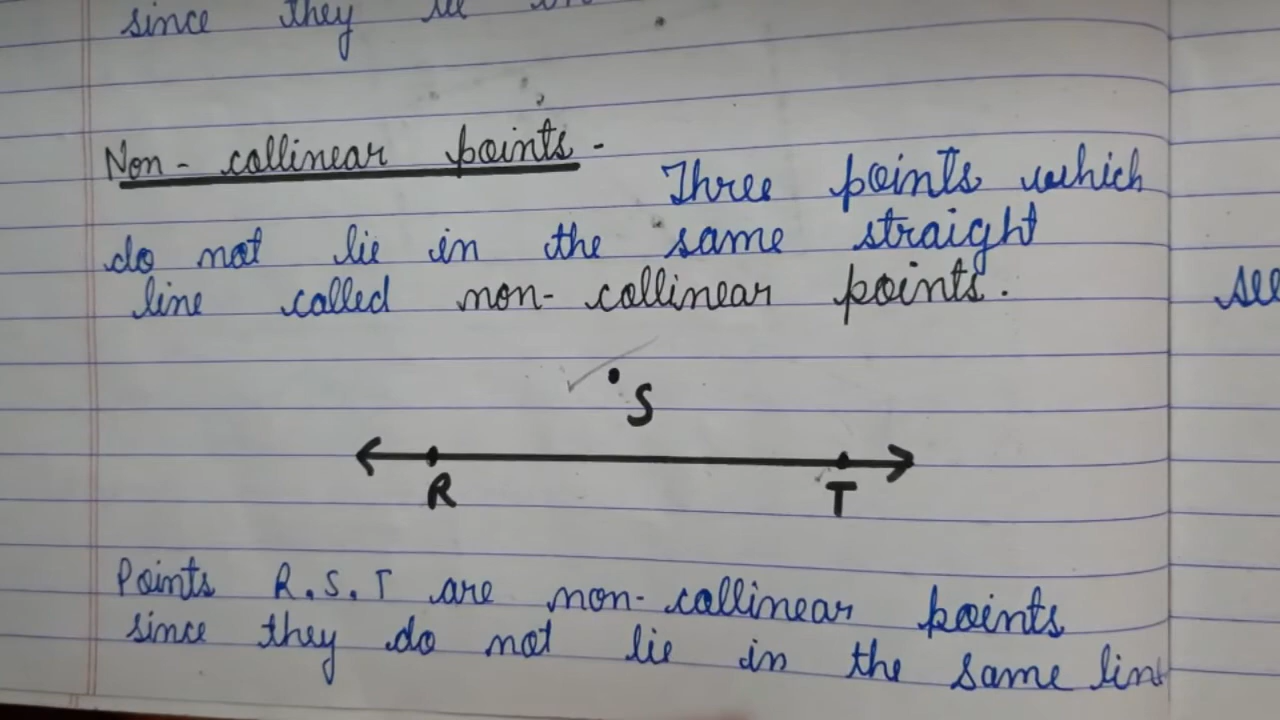 since they lie
Non-collinear points-
Three points which
do not lie in the same straight
line called non-collinear points.
S
R T
Points R.S.T are non-collinear points
since they do not lie in the same line